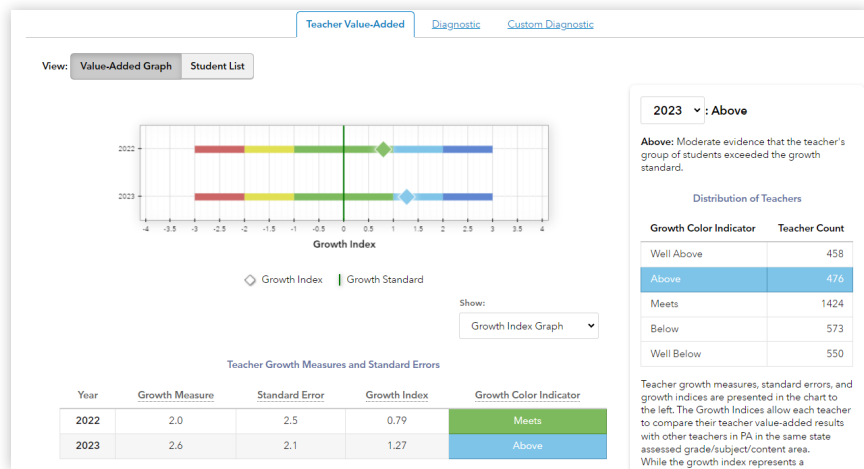 Teacher Value-Added
Diagnostic
Custom Diagnostic
View:
Value-Added Graph
Student List
2022
2023
-4 -3.5 -3 -2.5 -2 -1.5 -1 -0.5 0 0.5 1 1.5 2 2.5 3 3.5 4
Growth Index
Growth Index
Growth Standard
Show:
Growth Index Graph
Teacher Growth Measures and Standard Errors
Year Growth Measure Standard Error Growth Index Growth Color Indicator
2022 2.0 2.5 0.79 Meets
2023 2.6 2.1 1.27 Above
2023 : Above
Above: Moderate evidence that the teacher's
group of students exceeded the growth
standard.
Distribution of Teachers
Growth Color Indicator Teacher Count
Well Above 458
Above 476
Meets 1424
Below 573
Well Below 550
Teacher growth measures, standard errors, and
growth indices are presented in the chart to
the left. The Growth Indices allow each teacher
to compare their teacher value-added results
with other teachers in PA in the same state
assessed grade/subject/content area.
While the growth index represents a